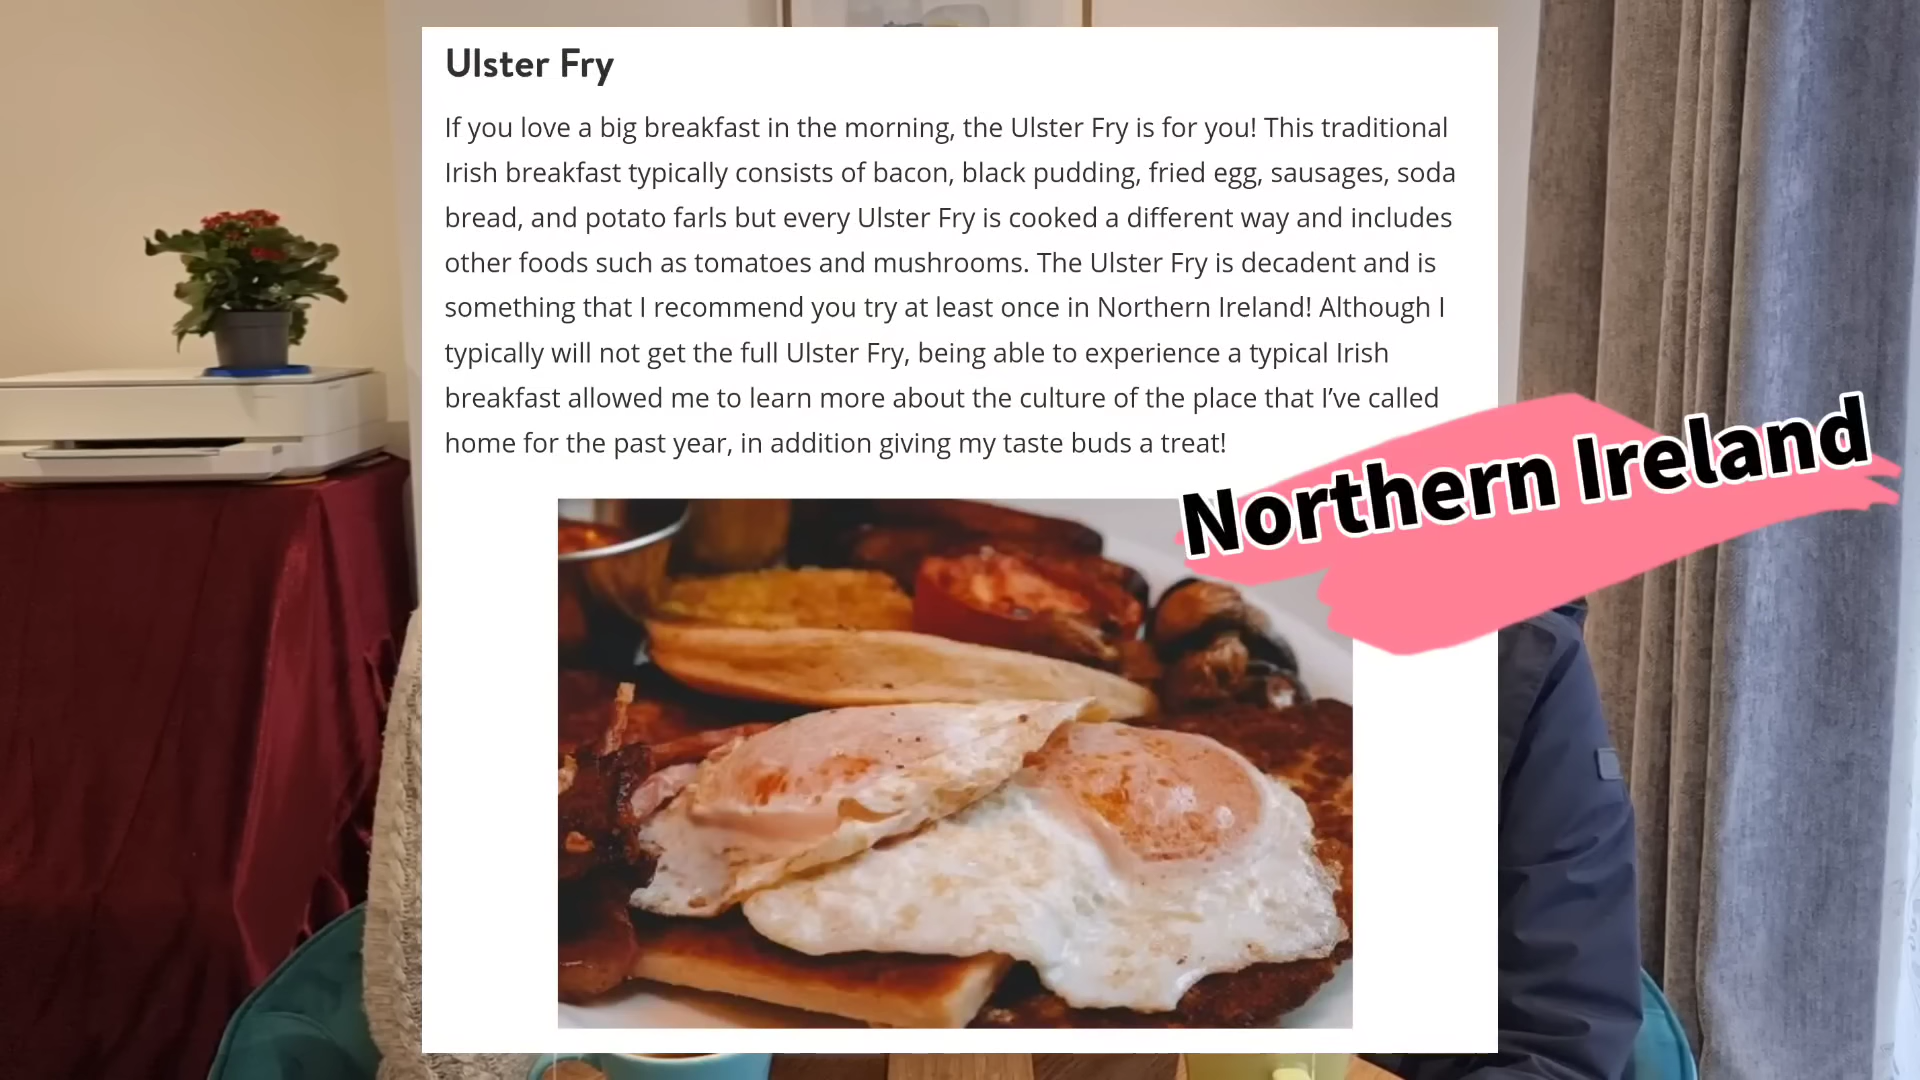 Ulster Fry
If you love a big breakfast in the morning, the Ulster Fry is for you! This traditional
Irish breakfast typically consists of bacon, black pudding, fried egg, sausages, soda
bread, and potato farls but every Ulster Fry is cooked a different way and includes
other foods such as tomatoes and mushrooms. The Ulster Fry is decadent and is
something that I recommend you try at least once in Northern Ireland! Although I
typically will not get the full Ulster Fry, being able to experience a typical Irish
breakfast allowed me to learn more about the culture of the place that I’ve called
home for the past year, in addition giving my taste buds a treat!
Northern Ireland